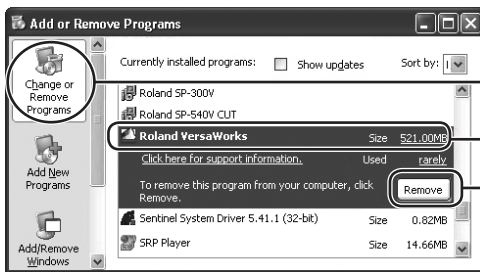 Add or Remove Programs
Change or
Remove
Programs
Add New
Programs
Add/Remove
Windows
Currently installed programs:
Show updates
Sort by:
Roland SP-300V
Roland SP-540V CUT
Roland VersaWorks Size 521.00MB
Click here for support information. Used rarely
To remove this program from your computer, click
Remove.
Remove
Sentinel System Driver 5.41.1 (32-bit) Size 0.82MB
SRP Player Size 14.66MB